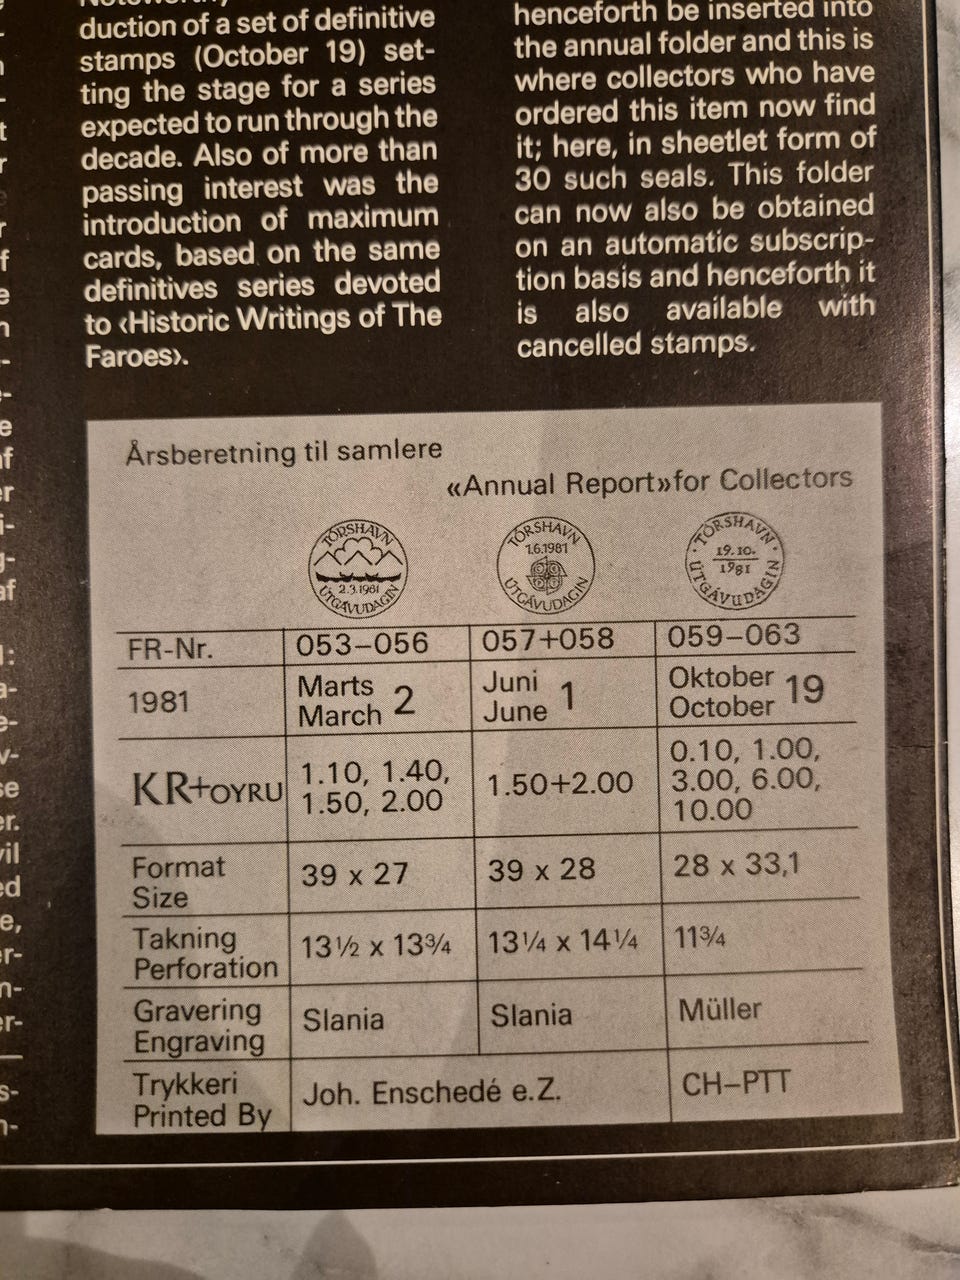 duction of a set of definitive
stamps (October 19) set-
ting the stage for a series
expected to run through the
decade. Also of more than
passing interest was the
introduction of maximum
cards, based on the same
definitives series devoted
to ‹Historic Writings of The
Faroes›.
henceforth be inserted into
the annual folder and this is
where collectors who have
ordered this item now find
it; here, in sheetlet form of
30 such seals. This folder
can now also be obtained
on an automatic subscrip-
tion basis and henceforth it
is also available with
cancelled stamps.
Årsberetning til samlere
«Annual Report»for Collectors
TÓRSHAVN
2.3.1981
ÚTGÁVUDAGIN
TÓRSHAVN
1.6.1981
ÚTGÁVUDAGIN
TÓRSHAVN
19.10.
1981
ÚTGÁVUDAGIN
FR-Nr. 053–056 057+058 059–063
1981 Marts March 2 Juni June 1 Oktober October 19
KR+OYRU 1.10, 1.40, 1.50, 2.00 1.50+2.00 0.10, 1.00, 3.00, 6.00, 10.00
Format Size 39 x 27 39 x 28 28 x 33,1
Takning Perforation 13½ x 13¾ 13¼ x 14¼ 11¾
Gravering Engraving Slania Slania Müller
Trykkeri Printed By Joh. Enschedé e.Z. CH–PTT